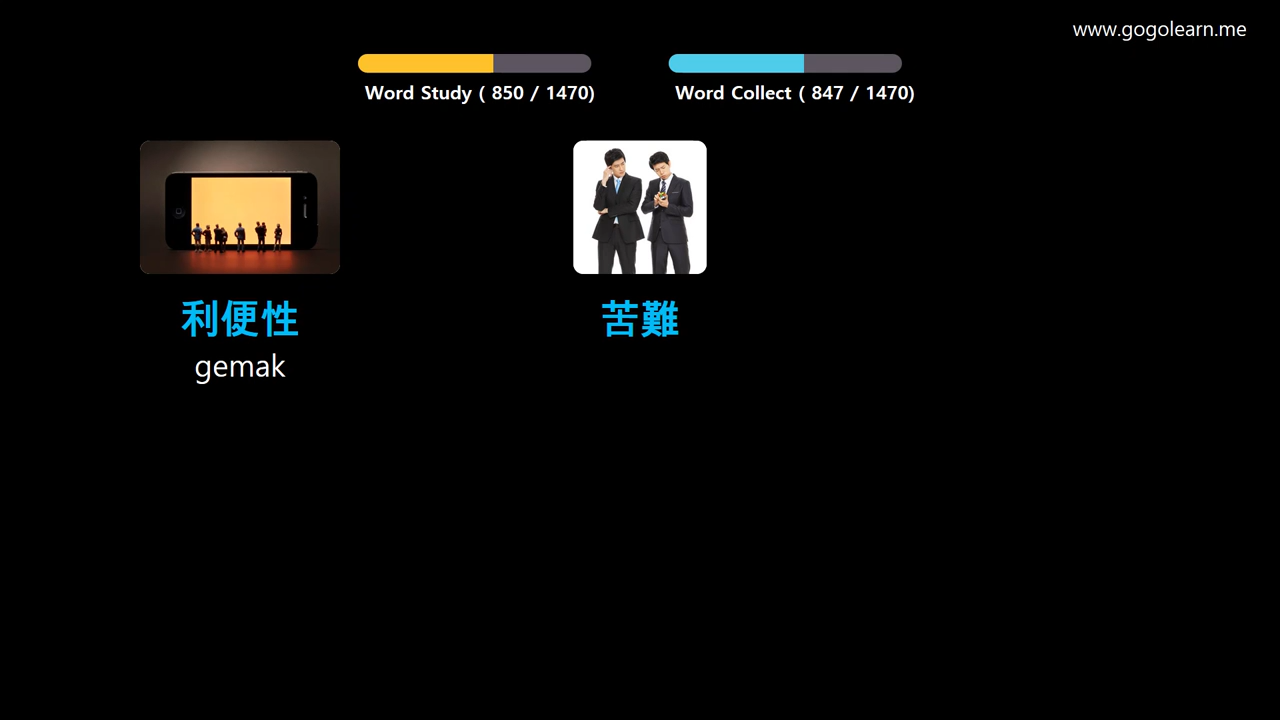 www.gogolearn.me
Word Study ( 850 / 1470)
Word Collect ( 847 / 1470)
利便性
gemak
苦難